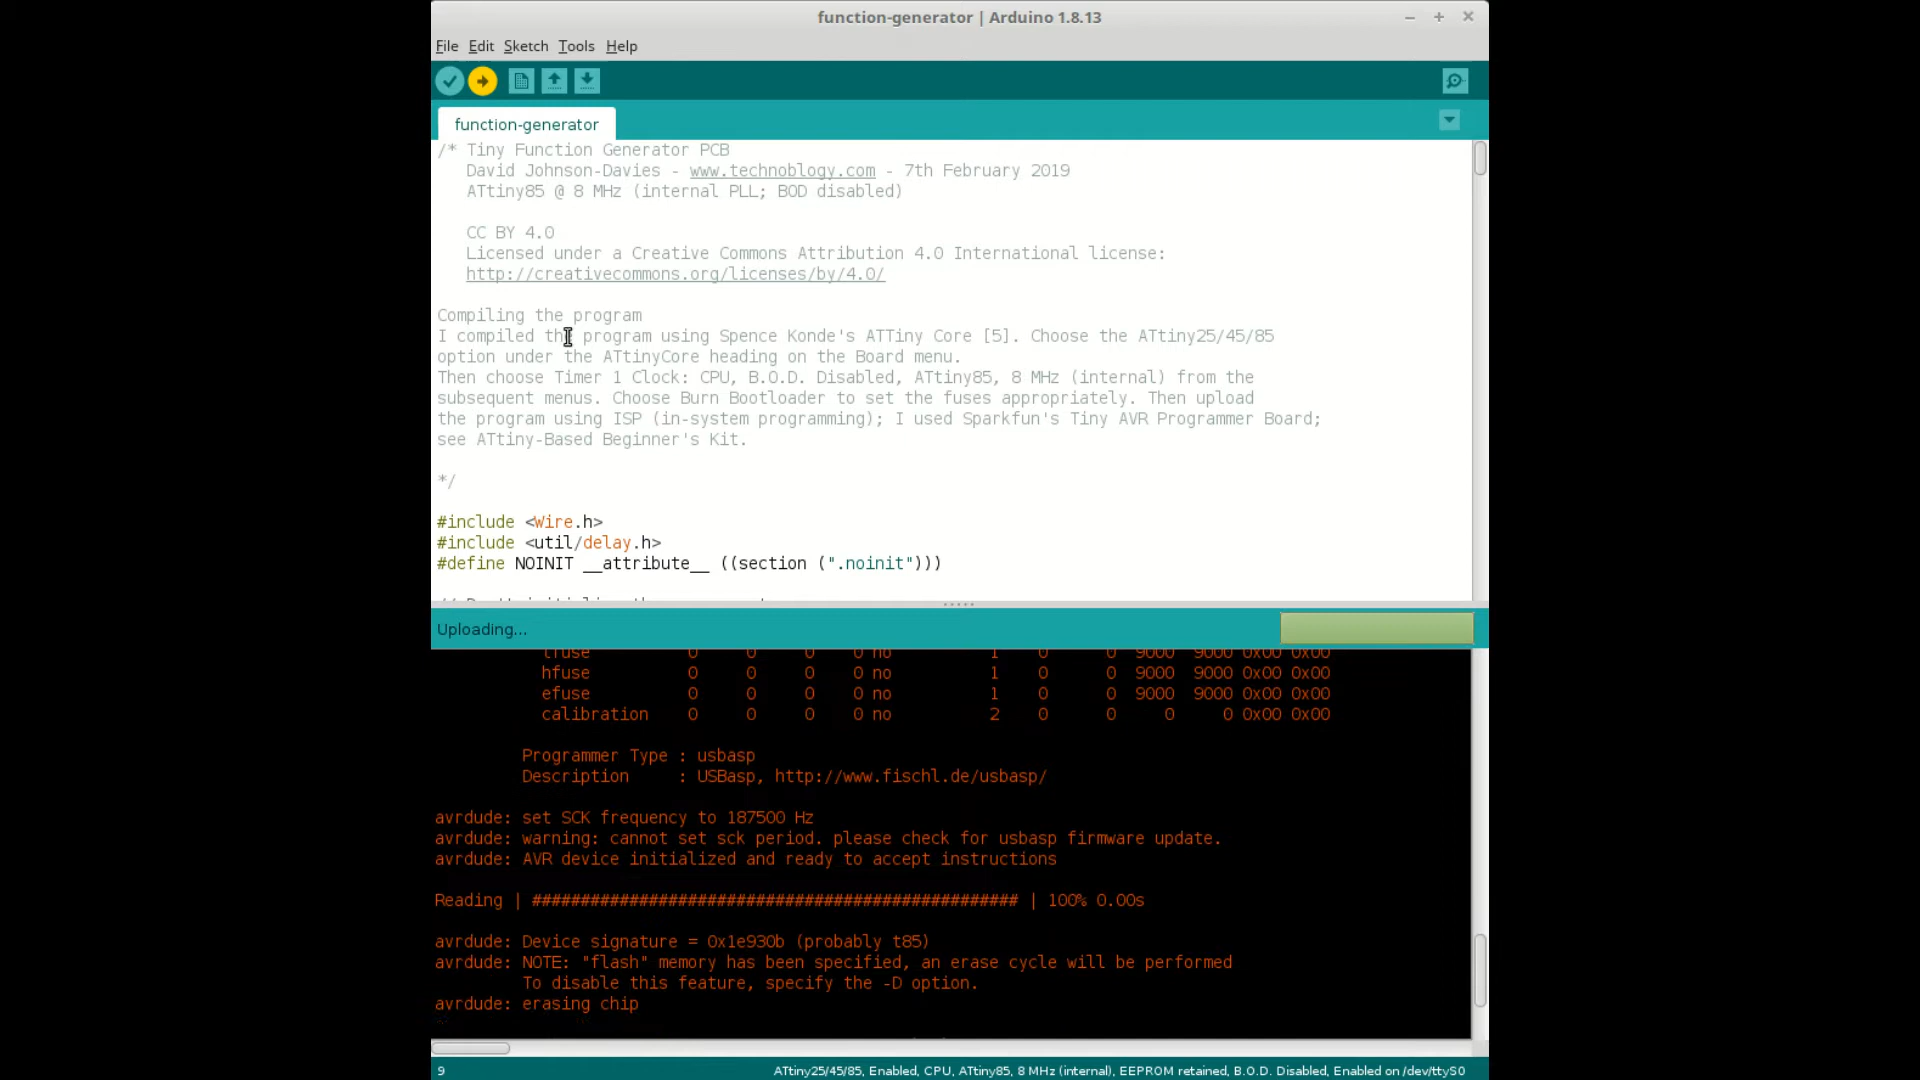 function-generator | Arduino 1.8.13
File Edit Sketch Tools Help
function-generator
/* Tiny Function Generator PCB
David Johnson-Davies - www.technoblogy.com - 7th February 2019
ATtiny85 @ 8 MHz (internal PLL; BOD disabled)
CC BY 4.0
Licensed under a Creative Commons Attribution 4.0 International license:
http://creativecommons.org/licenses/by/4.0/
Compiling the program
I compiled the program using Spence Konde's ATTiny Core [5]. Choose the ATtiny25/45/85
option under the ATtinyCore heading on the Board menu.
Then choose Timer 1 Clock: CPU, B.O.D. Disabled, ATtiny85, 8 MHz (internal) from the
subsequent menus. Choose Burn Bootloader to set the fuses appropriately. Then upload
the program using ISP (in-system programming); I used Sparkfun's Tiny AVR Programmer Board;
see ATtiny-Based Beginner's Kit.
*/
#include <Wire.h>
#include <util/delay.h>
#define NOINIT __attribute__ ((section (".noinit")))
Uploading...
lfuse 0 0 0 0 no 1 0 0 9000 9000 0x00 0x00
hfuse 0 0 0 0 no 1 0 0 9000 9000 0x00 0x00
efuse 0 0 0 0 no 1 0 0 9000 9000 0x00 0x00
calibration 0 0 0 0 no 2 0 0 0 0 0x00 0x00
Programmer Type : usbasp
Description : USBasp, http://www.fischl.de/usbasp/
avrdude: set SCK frequency to 187500 Hz
avrdude: warning: cannot set sck period. please check for usbasp firmware update.
avrdude: AVR device initialized and ready to accept instructions
Reading | ################################################## | 100% 0.00s
avrdude: Device signature = 0x1e930b (probably t85)
avrdude: NOTE: "flash" memory has been specified, an erase cycle will be performed
To disable this feature, specify the -D option.
avrdude: erasing chip
9 ATtiny25/45/85, Enabled, CPU, ATtiny85, 8 MHz (internal), EEPROM retained, B.O.D. Disabled, Enabled on /dev/ttyS0